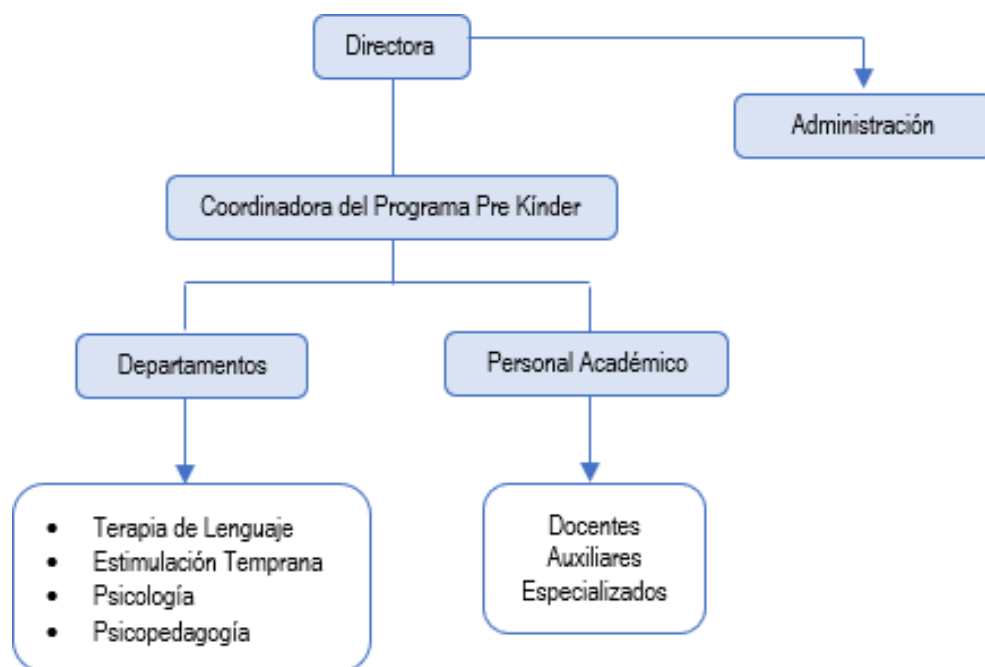 Directora
Administración
Coordinadora del Programa Pre Kínder
Departamentos
Personal Académico
• Terapia de Lenguaje
• Estimulación Temprana
• Psicología
• Psicopedagogía
Docentes
Auxiliares
Especializados